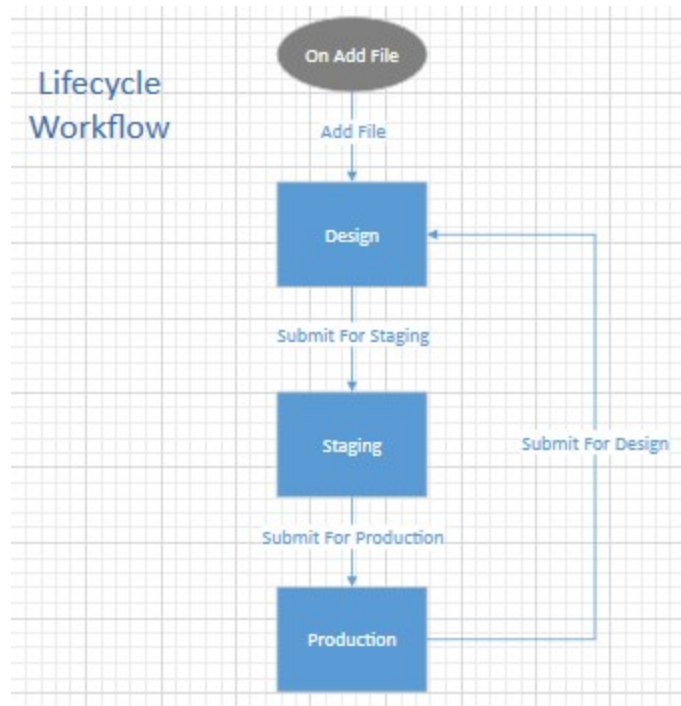 On Add File
Lifecycle
Workflow
Add File
Design
Submit For Staging
Staging
Submit For Design
Submit For Production
Production